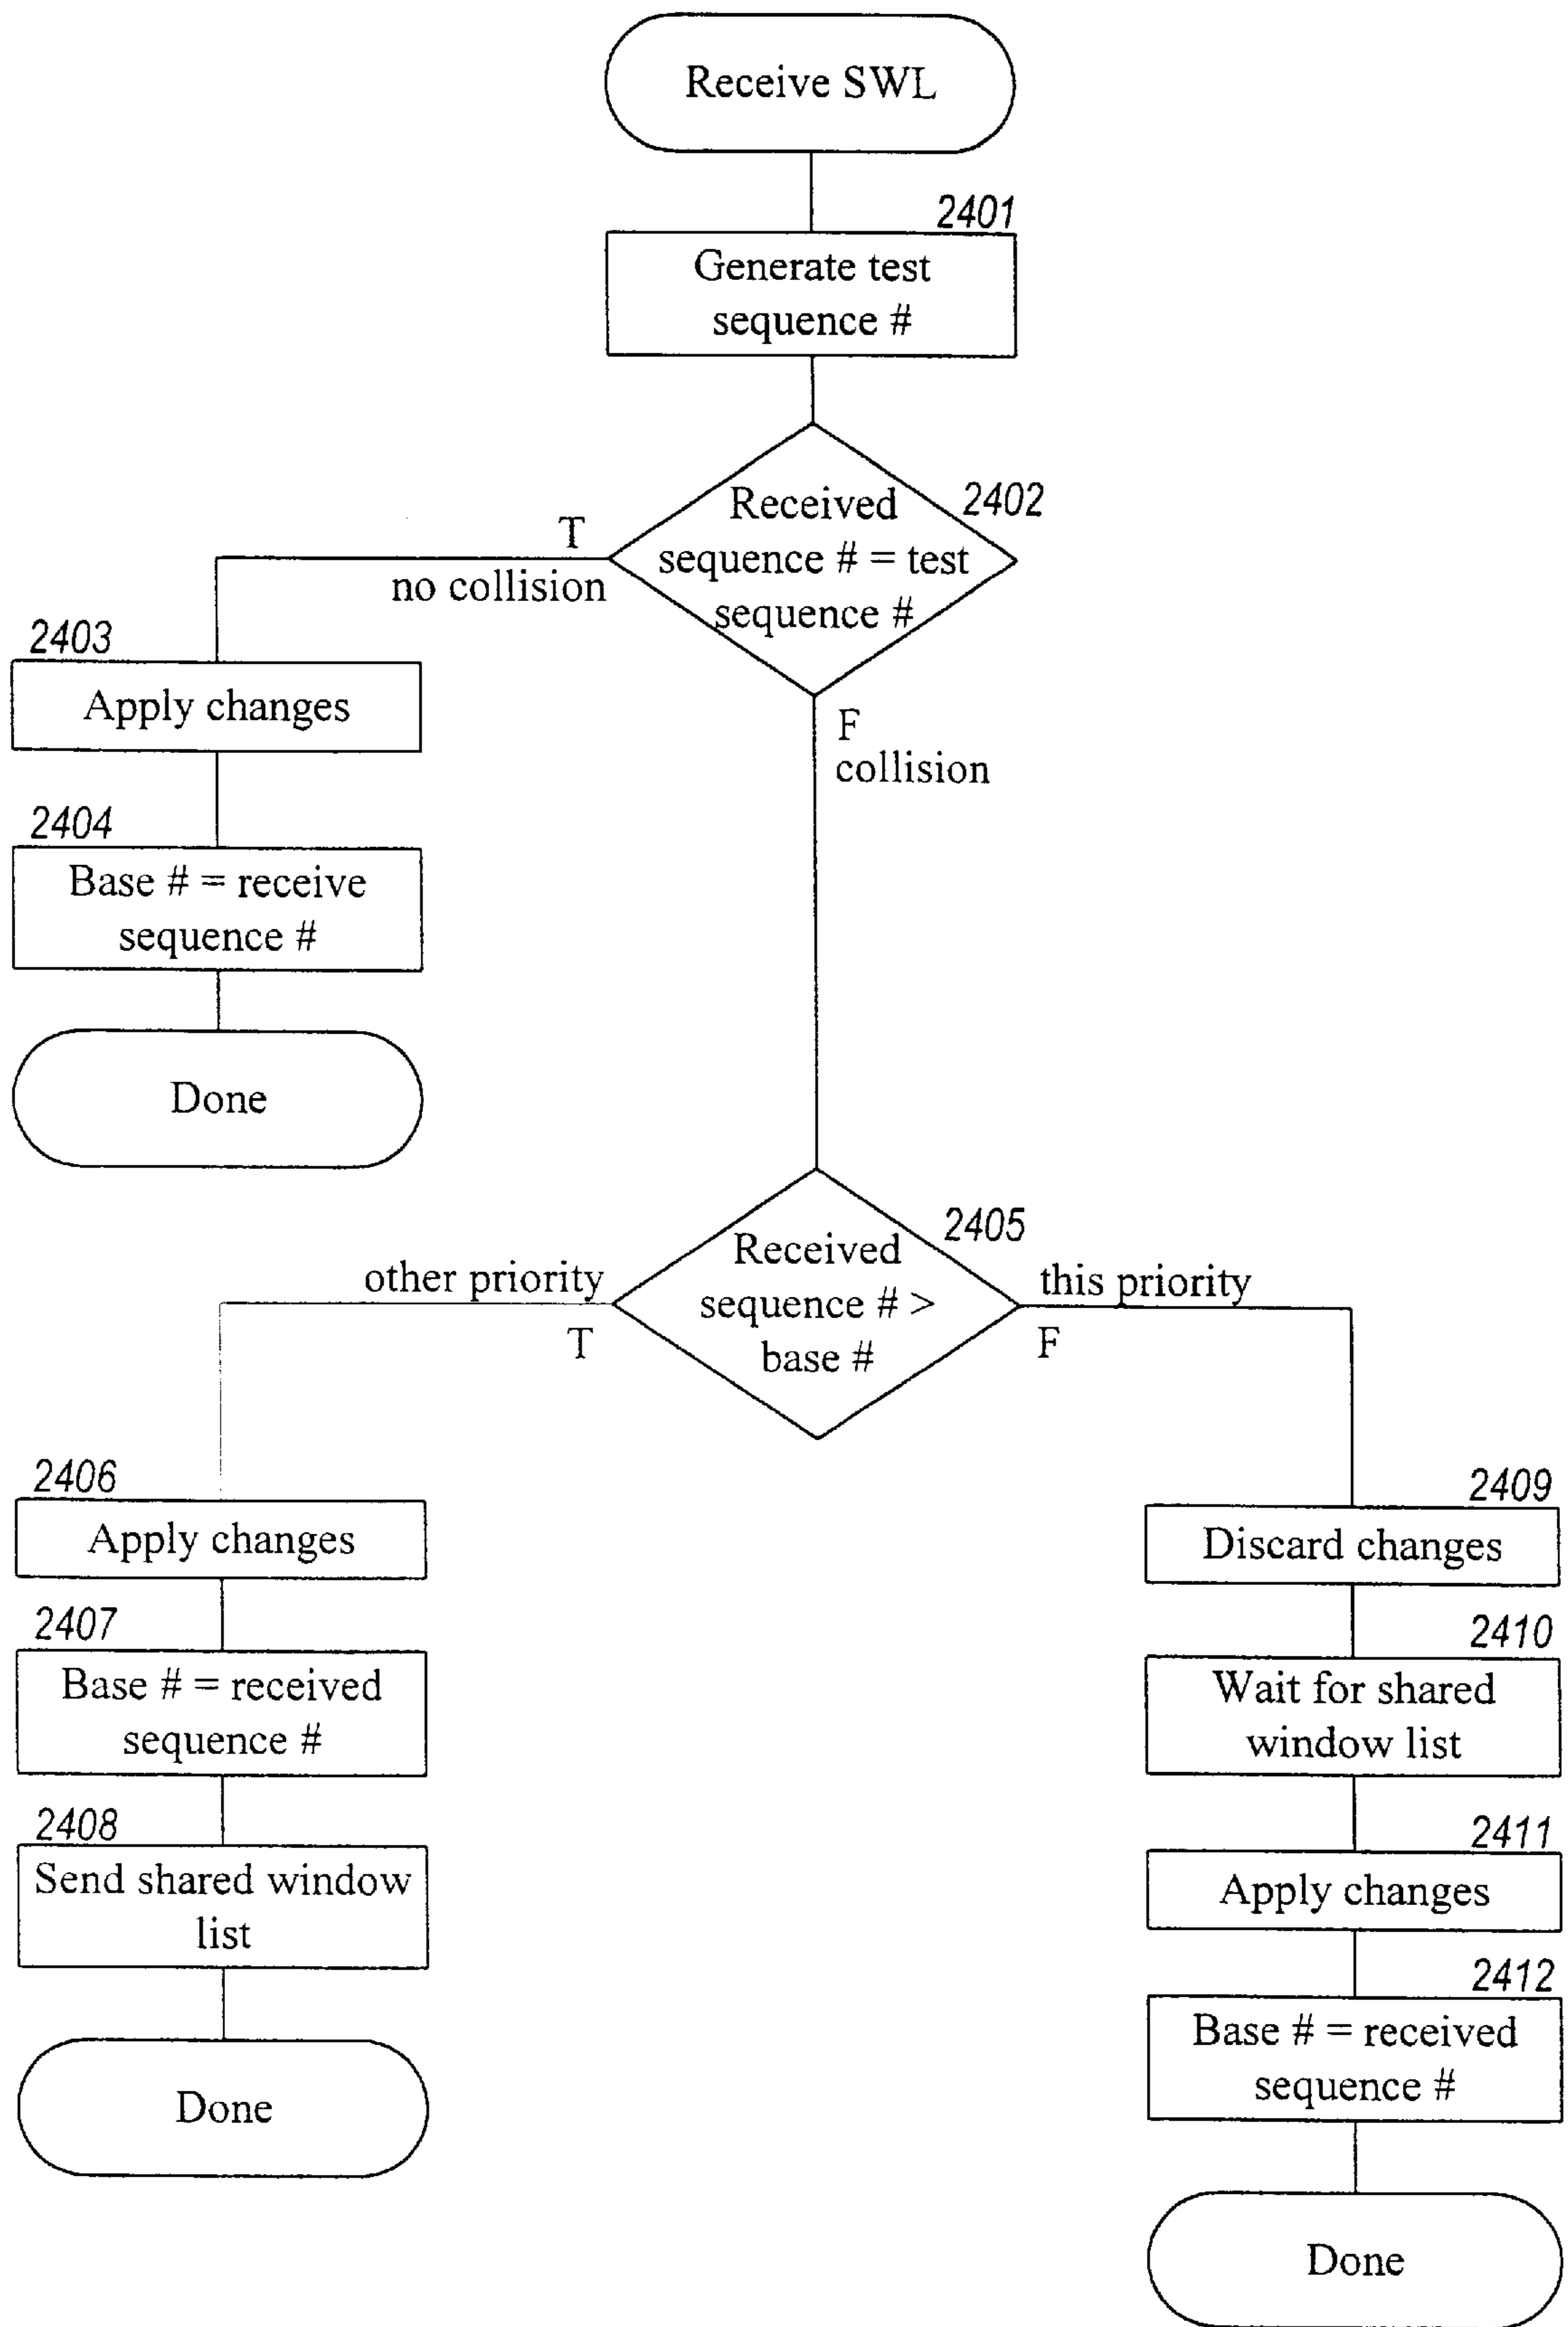 Receive SWL
2401
Generate test
sequence #
2402
Received
sequence # = test
sequence #
T
no collision
2403
Apply changes
2404
Base # = receive
sequence #
Done
F
collision
2405
Received
sequence # >
base #
other priority
T
this priority
F
2406
Apply changes
2407
Base # = received
sequence #
2408
Send shared window
list
Done
2409
Discard changes
2410
Wait for shared
window list
2411
Apply changes
2412
Base # = received
sequence #
Done